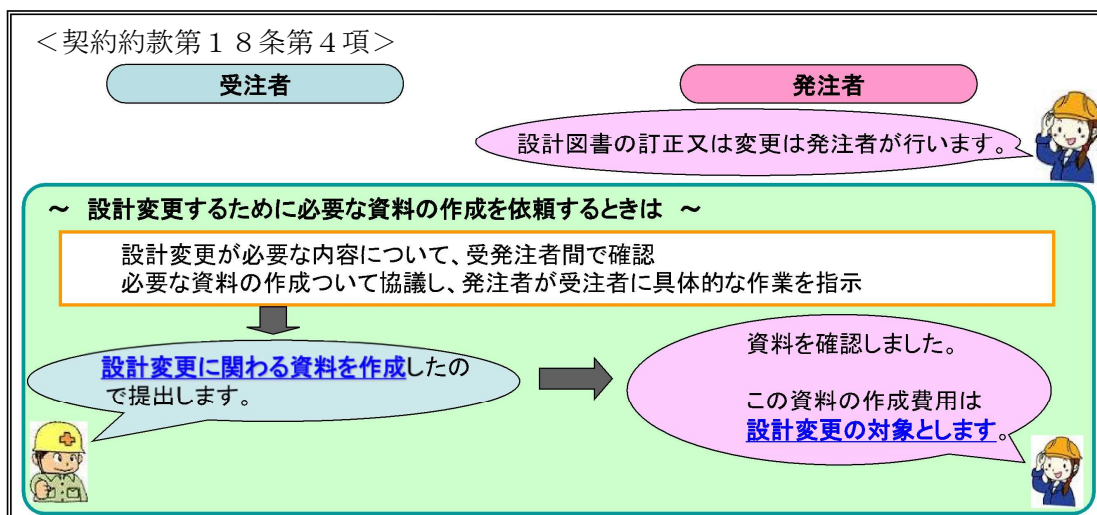 ＜契約約款第１８条第４項＞
受注者
発注者
設計図書の訂正又は変更は発注者が行います。
～ 設計変更するために必要な資料の作成を依頼するときは ～
設計変更が必要な内容について、受発注者間で確認
必要な資料の作成ついて協議し、発注者が受注者に具体的な作業を指示
設計変更に関わる資料を作成したの
で提出します。
資料を確認しました。
この資料の作成費用は
設計変更の対象とします。